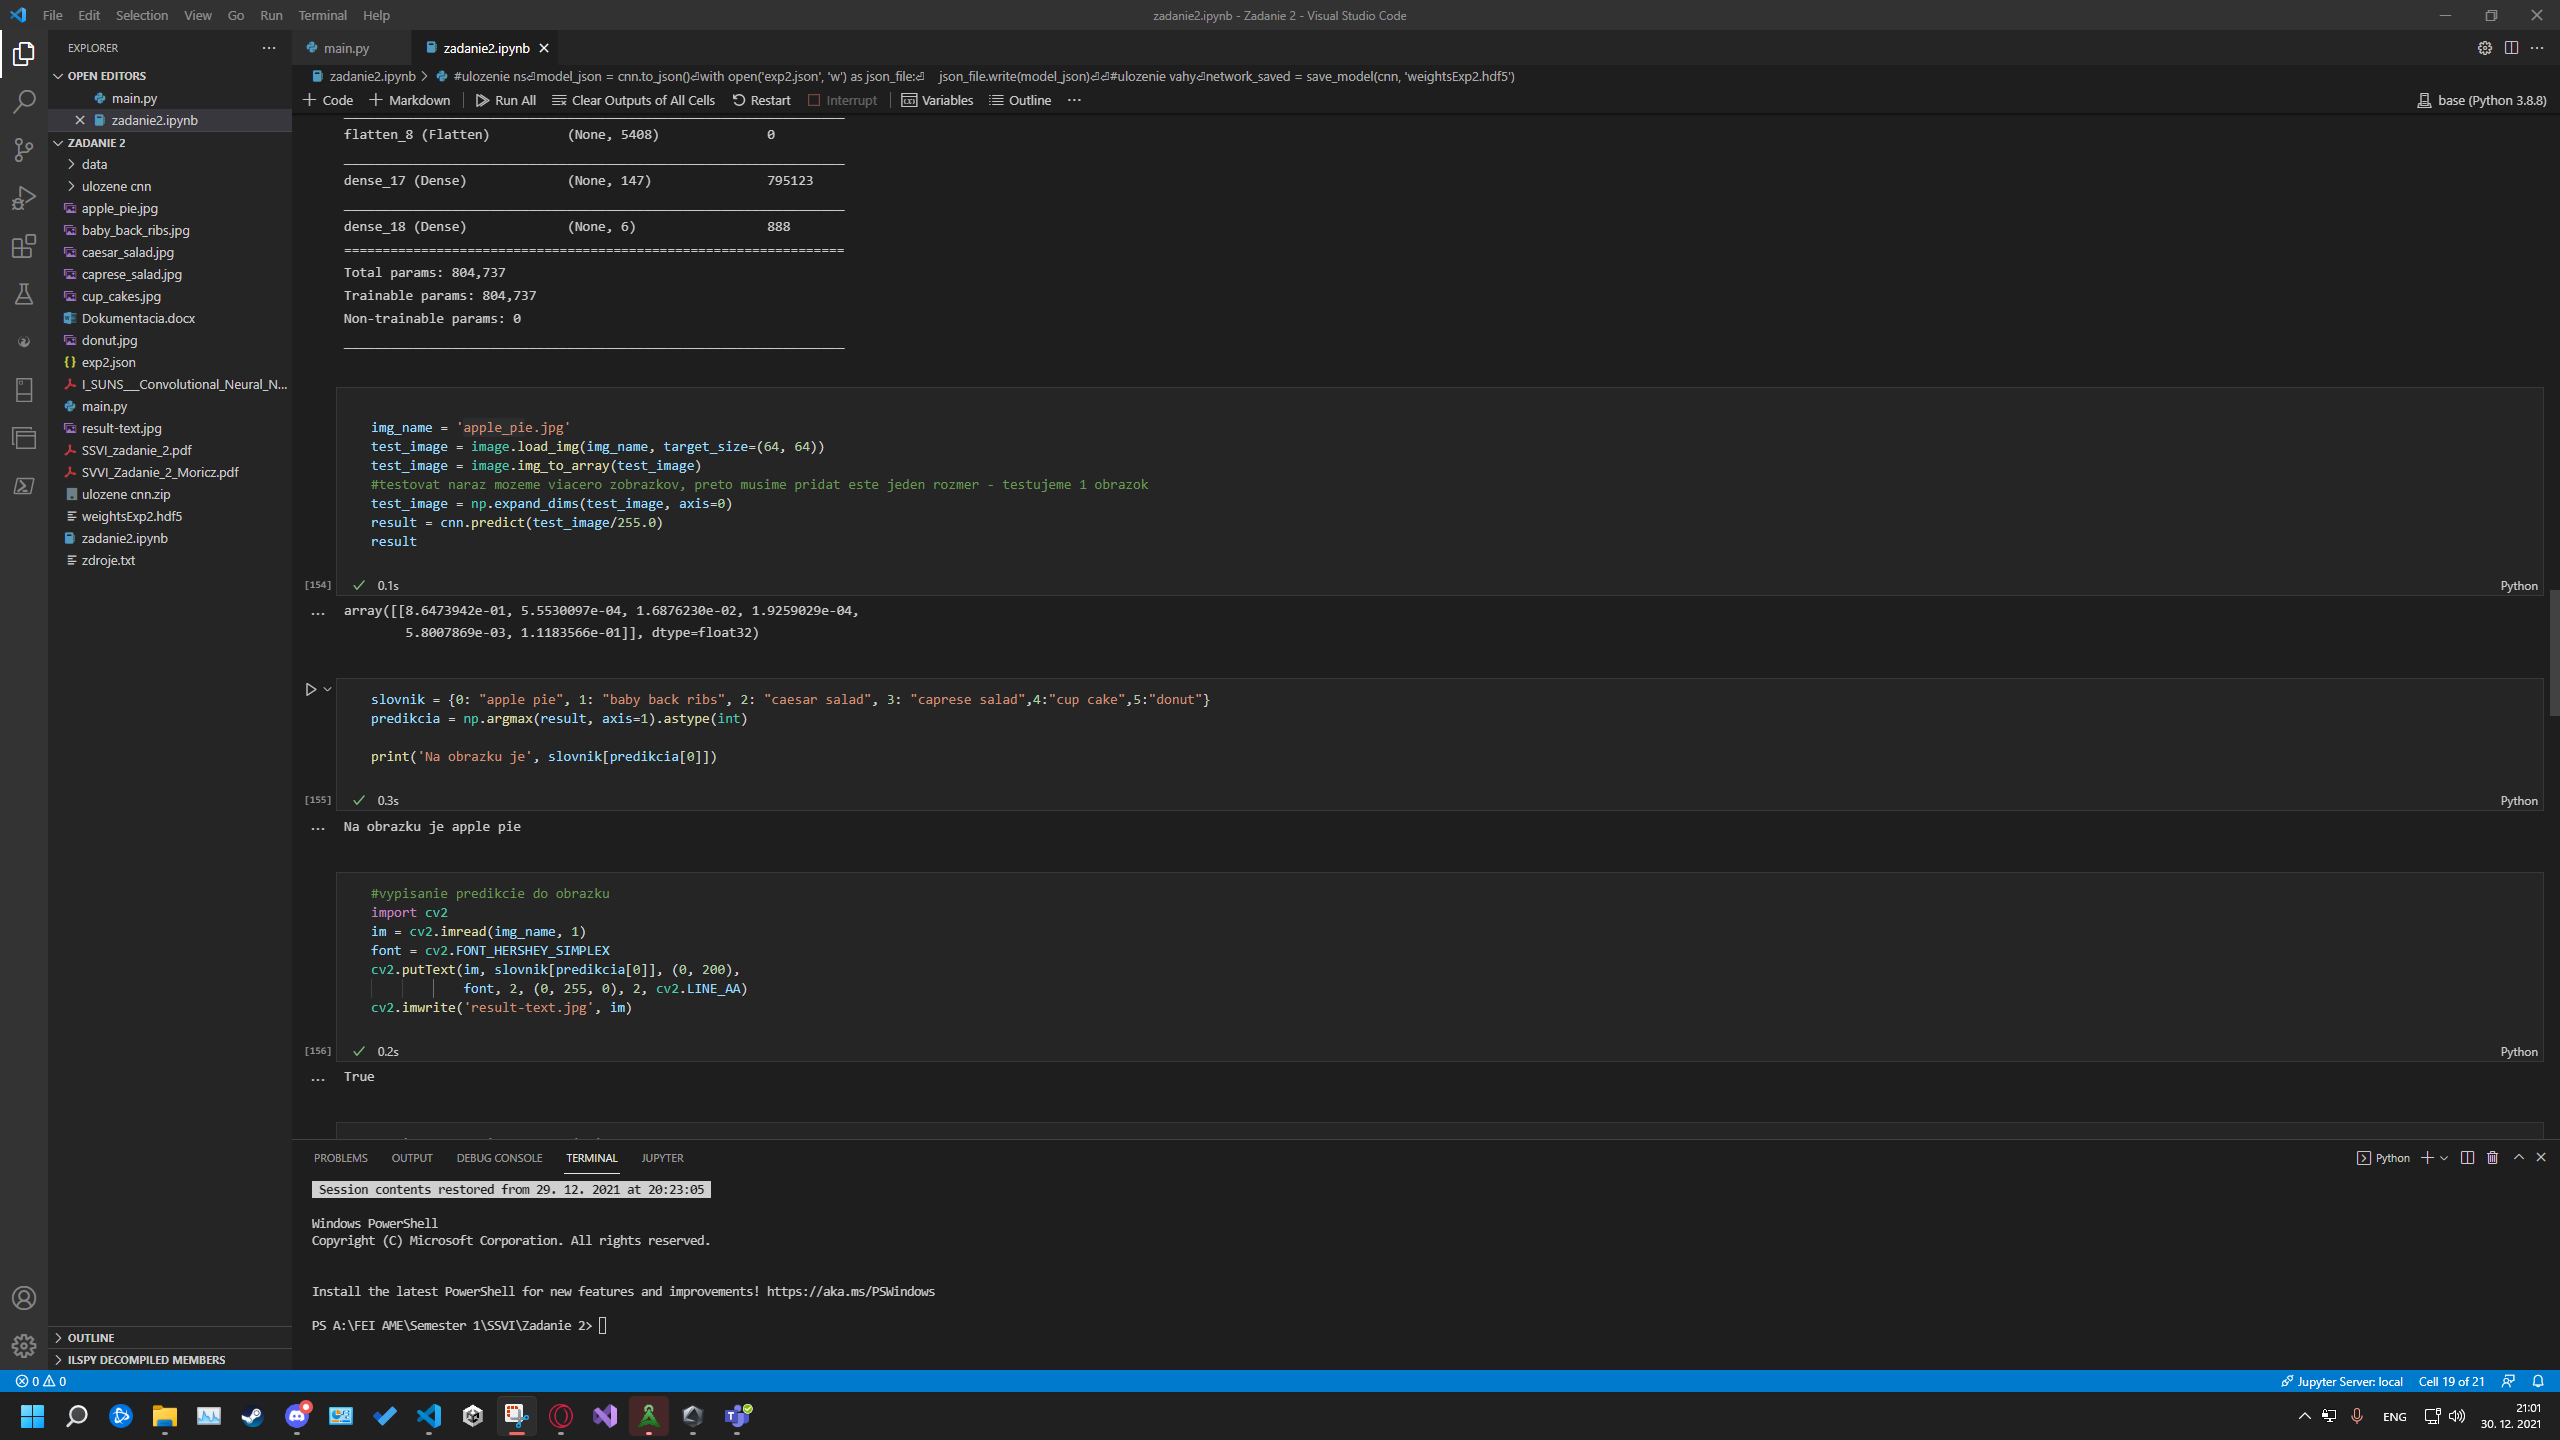 File Edit Selection View Go Run Terminal Help
zadanie2.ipynb - Zadanie 2 - Visual Studio Code
EXPLORER
OPEN EDITORS
main.py
zadanie2.ipynb
ZADANIE 2
data
ulozene cnn
apple_pie.jpg
baby_back_ribs.jpg
caesar_salad.jpg
caprese_salad.jpg
cup_cakes.jpg
Dokumentacia.docx
donut.jpg
exp2.json
I_SUNS___Convolutional_Neural_N...
main.py
result-text.jpg
SSVI_zadanie_2.pdf
SVVI_Zadanie_2_Moricz.pdf
ulozene cnn.zip
weightsExp2.hdf5
zadanie2.ipynb
zdroje.txt
OUTLINE
ILSPY DECOMPILED MEMBERS
main.py zadanie2.ipynb
zadanie2.ipynb > #ulozenie ns⏎model_json = cnn.to_json()⏎with open('exp2.json', 'w') as json_file:⏎ json_file.write(model_json)⏎⏎#ulozenie vahy⏎network_saved = save_model(cnn, 'weightsExp2.hdf5')
+ Code + Markdown Run All Clear Outputs of All Cells Restart Interrupt Variables Outline ...
base (Python 3.8.8)
flatten_8 (Flatten) (None, 5408) 0
dense_17 (Dense) (None, 147) 795123
dense_18 (Dense) (None, 6) 888
=================================================================
Total params: 804,737
Trainable params: 804,737
Non-trainable params: 0
img_name = 'apple_pie.jpg'
test_image = image.load_img(img_name, target_size=(64, 64))
test_image = image.img_to_array(test_image)
#testovat naraz mozeme viacero zobrazkov, preto musime pridat este jeden rozmer - testujeme 1 obrazok
test_image = np.expand_dims(test_image, axis=0)
result = cnn.predict(test_image/255.0)
result
[154] 0.1s Python
array([[8.6473942e-01, 5.5530097e-04, 1.6876230e-02, 1.9259029e-04,
5.8007869e-03, 1.1183566e-01]], dtype=float32)
slovnik = {0: "apple pie", 1: "baby back ribs", 2: "caesar salad", 3: "caprese salad",4:"cup cake",5:"donut"}
predikcia = np.argmax(result, axis=1).astype(int)
print('Na obrazku je', slovnik[predikcia[0]])
[155] 0.3s Python
Na obrazku je apple pie
#vypisanie predikcie do obrazku
import cv2
im = cv2.imread(img_name, 1)
font = cv2.FONT_HERSHEY_SIMPLEX
cv2.putText(im, slovnik[predikcia[0]], (0, 200),
font, 2, (0, 255, 0), 2, cv2.LINE_AA)
cv2.imwrite('result-text.jpg', im)
[156] 0.2s Python
True
PROBLEMS OUTPUT DEBUG CONSOLE TERMINAL JUPYTER
Python
Session contents restored from 29. 12. 2021 at 20:23:05
Windows PowerShell
Copyright (C) Microsoft Corporation. All rights reserved.
Install the latest PowerShell for new features and improvements! https://aka.ms/PSWindows
PS A:\FEI AME\Semester 1\SSVI\Zadanie 2>
0 0
Jupyter Server: local Cell 19 of 21
ENG
21:01
30. 12. 2021